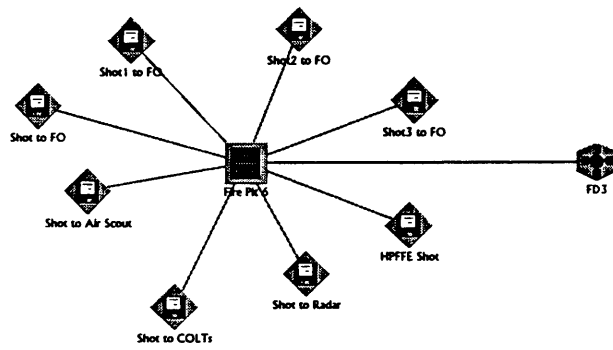 Shot2 to FO
Shot1 to FO
Shot to FO
Shot3 to FO
Fire Plt 6
FD3
Shot to Air Scout
HPFFE Shot
Shot to Radar
Shot to COLTs